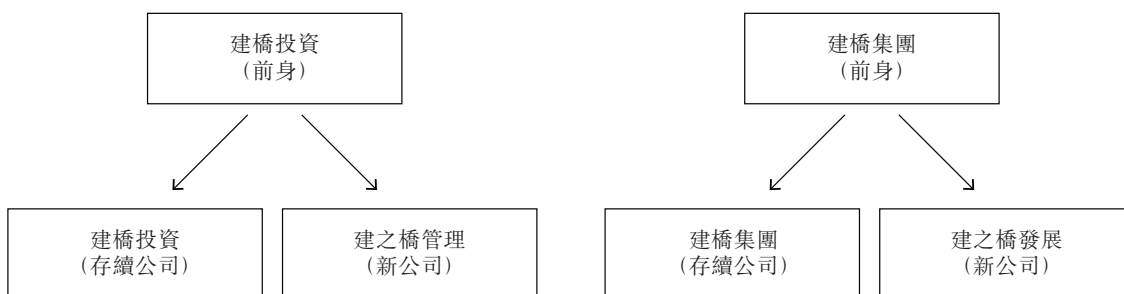 建橋投資
(前身)
建橋集團
(前身)
建橋投資
(存續公司)
建之橋管理
(新公司)
建橋集團
(存續公司)
建之橋發展
(新公司)